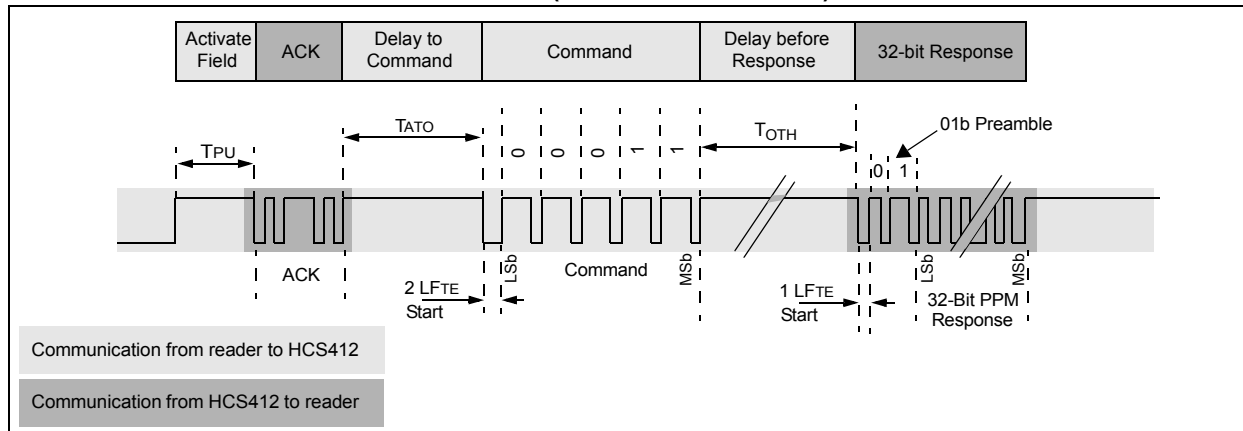 Activate Field
ACK
Delay to Command
Command
Delay before Response
32-bit Response
TPU
TATO
0 0 0 1 1
TOTH
01b Preamble
0 1
ACK
2 LFTE Start
LSb
Command
MSb
1 LFTE Start
LSb
32-Bit PPM Response
MSb
Communication from reader to HCS412
Communication from HCS412 to reader